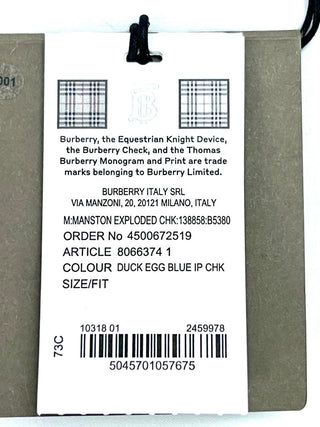 001
TB
Burberry, the Equestrian Knight Device,
the Burberry Check, and the Thomas
Burberry Monogram and Print are trade
marks belonging to Burberry Limited.
BURBERRY ITALY SRL
VIA MANZONI, 20, 20121 MILANO, ITALY
M:MANSTON EXPLODED CHK:138858:B5380
ORDER No 4500672519
ARTICLE 8066374 1
COLOUR DUCK EGG BLUE IP CHK
SIZE/FIT
73C
10318 01 2459978
5045701057675